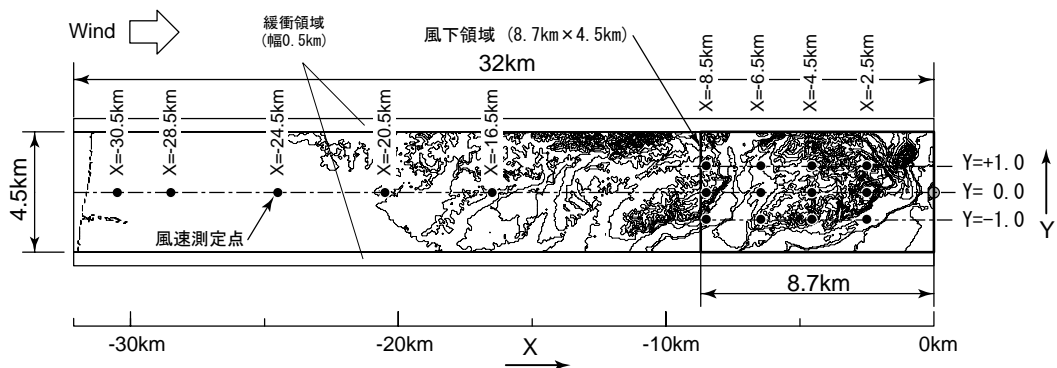 Wind
緩衝領域
(幅0.5km)
風下領域 (8.7km×4.5km)
32km
X=-8.5km
X=-6.5km
X=-4.5km
X=-2.5km
X=-30.5km
X=-28.5km
X=-24.5km
X=-20.5km
X=-16.5km
4.5km
Y=+1.0
Y= 0.0
Y=-1.0
Y
風速測定点
8.7km
-30km
-20km
X
-10km
0km